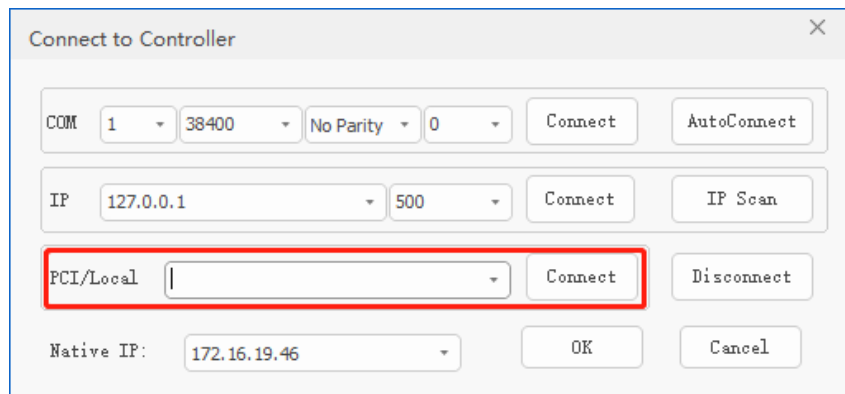 Connect to Controller
COM 1 38400 No Parity 0 Connect AutoConnect
IP 127.0.0.1 500 Connect IP Scan
PCI/Local Connect Disconnect
Native IP: 172.16.19.46 OK Cancel